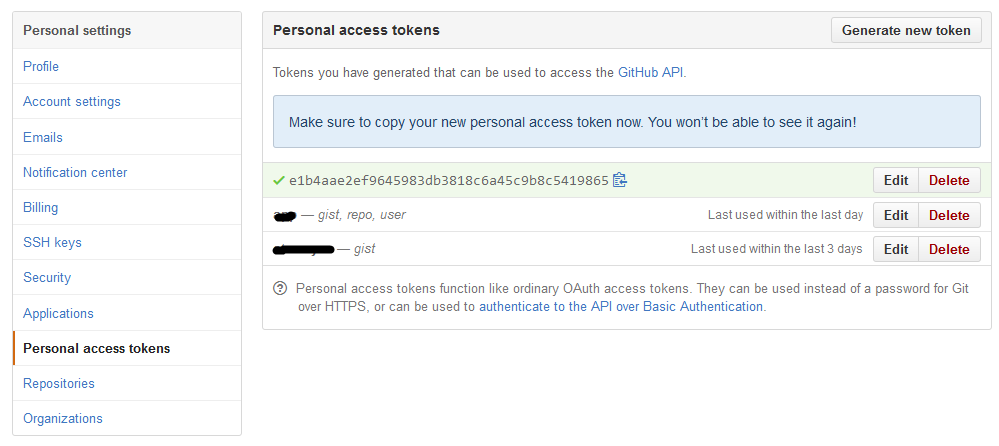 Personal settings
Profile
Account settings
Emails
Notification center
Billing
SSH keys
Security
Applications
Personal access tokens
Repositories
Organizations
Personal access tokens
Generate new token
Tokens you have generated that can be used to access the GitHub API.
Make sure to copy your new personal access token now. You won't be able to see it again!
e1b4aae2ef9645983db3818c6a45c9b8c5419865 Edit Delete
— gist, repo, user Last used within the last day Edit Delete
— gist Last used within the last 3 days Edit Delete
Personal access tokens function like ordinary OAuth access tokens. They can be used instead of a password for Git
over HTTPS, or can be used to authenticate to the API over Basic Authentication.